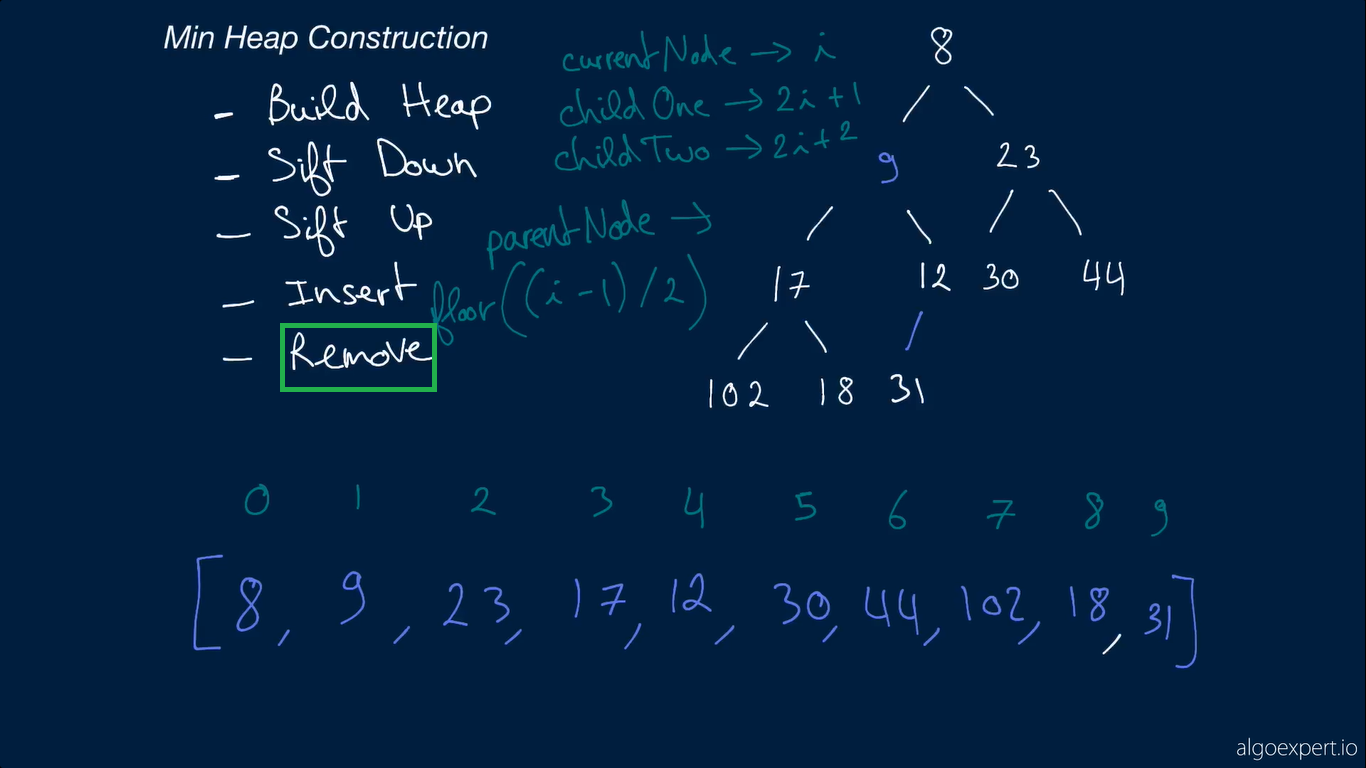 Min Heap Construction
- Build Heap
- Sift Down
- Sift Up
- Insert
- Remove
currentNode → i
childOne → 2i+1
childTwo → 2i+2
parentNode →
floor((i-1)/2)
8
9 23
17 12 30 44
102 18 31
0 1 2 3 4 5 6 7 8 9
[8, 9, 23, 17, 12, 30, 44, 102, 18, 31]
algoexpert.io